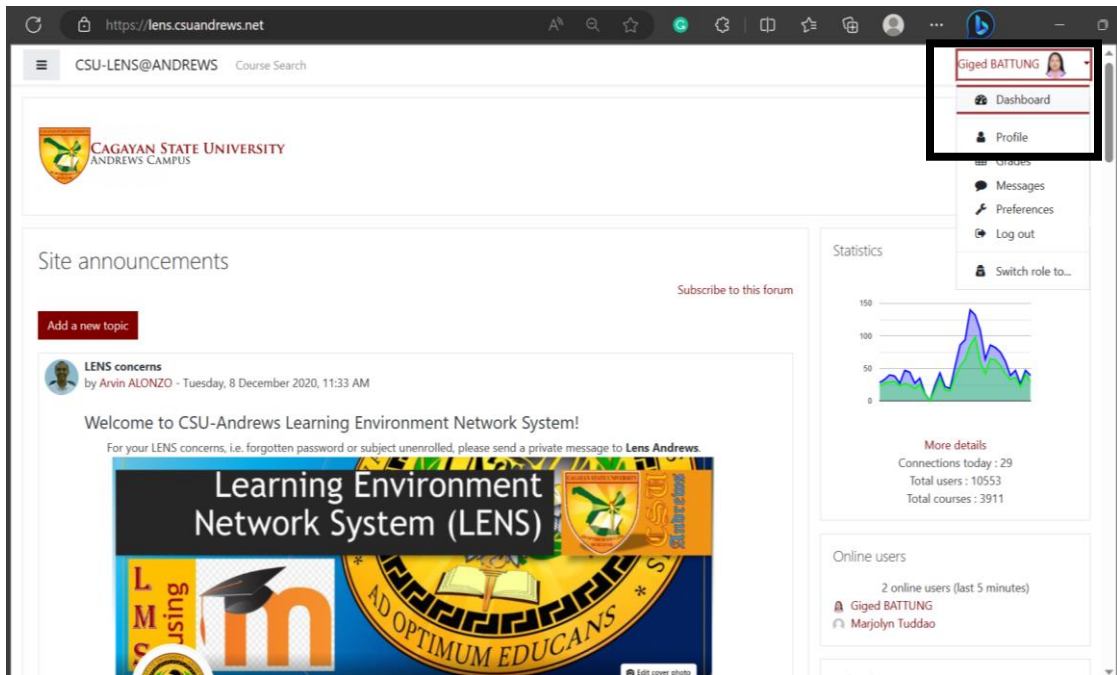 https://lens.csuandrews.net
CSU-LENS@ANDREWS Course Search
Giged BATTUNG
Dashboard
Profile
Grades
Messages
Preferences
Log out
Switch role to...
CAGAYAN STATE UNIVERSITY
ANDREWS CAMPUS
Site announcements
Subscribe to this forum
Add a new topic
LENS concerns
by Arvin ALONZO - Tuesday, 8 December 2020, 11:33 AM
Welcome to CSU-Andrews Learning Environment Network System!
For your LENS concerns, i.e. forgotten password or subject unenrolled, please send a private message to Lens Andrews.
Learning Environment
Network System (LENS)
CSU
Andrews
LMS
using
m
AD OPTIMUM EDUCANS
Edit cover photo
Statistics
150
100
50
0
More details
Connections today : 29
Total users : 10553
Total courses : 3911
Online users
2 online users (last 5 minutes)
Giged BATTUNG
Marjolyn Tuddao